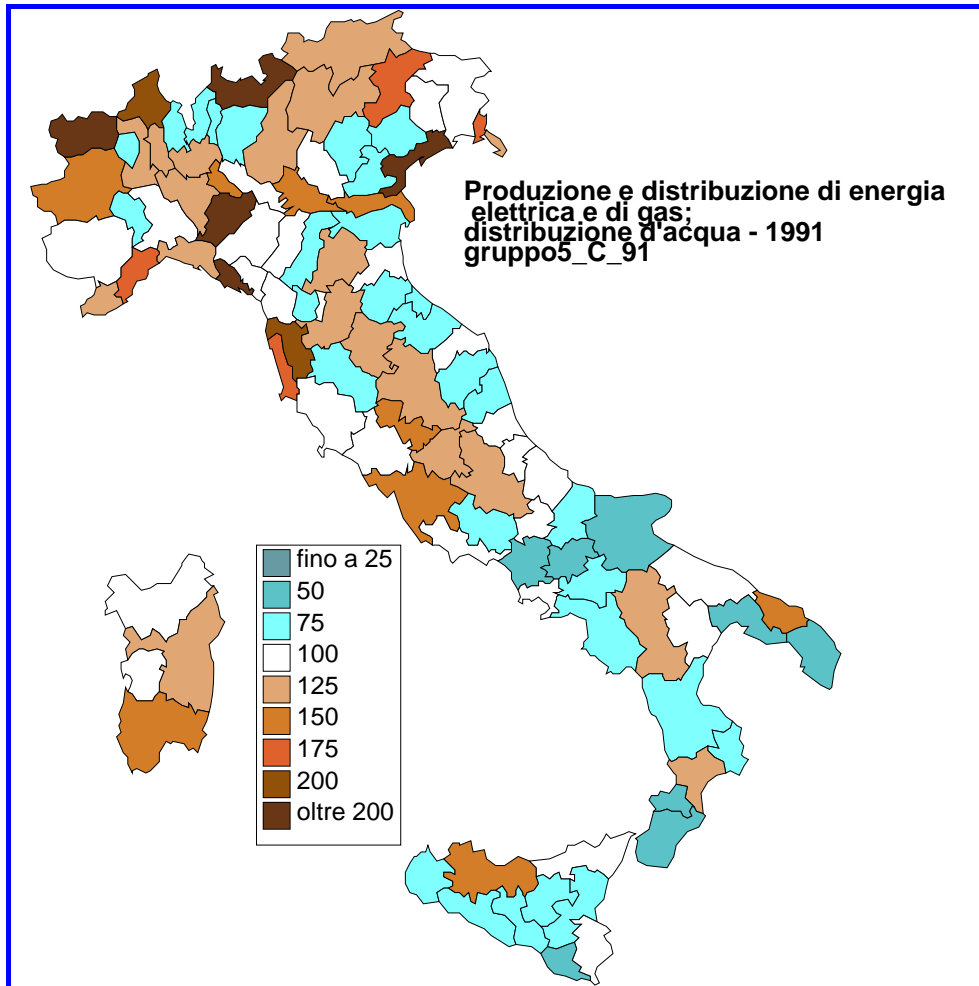 Produzione e distribuzione di energia
elettrica e di gas;
distribuzione d'acqua - 1991
gruppo5_C_91
fino a 25
50
75
100
125
150
175
200
oltre 200